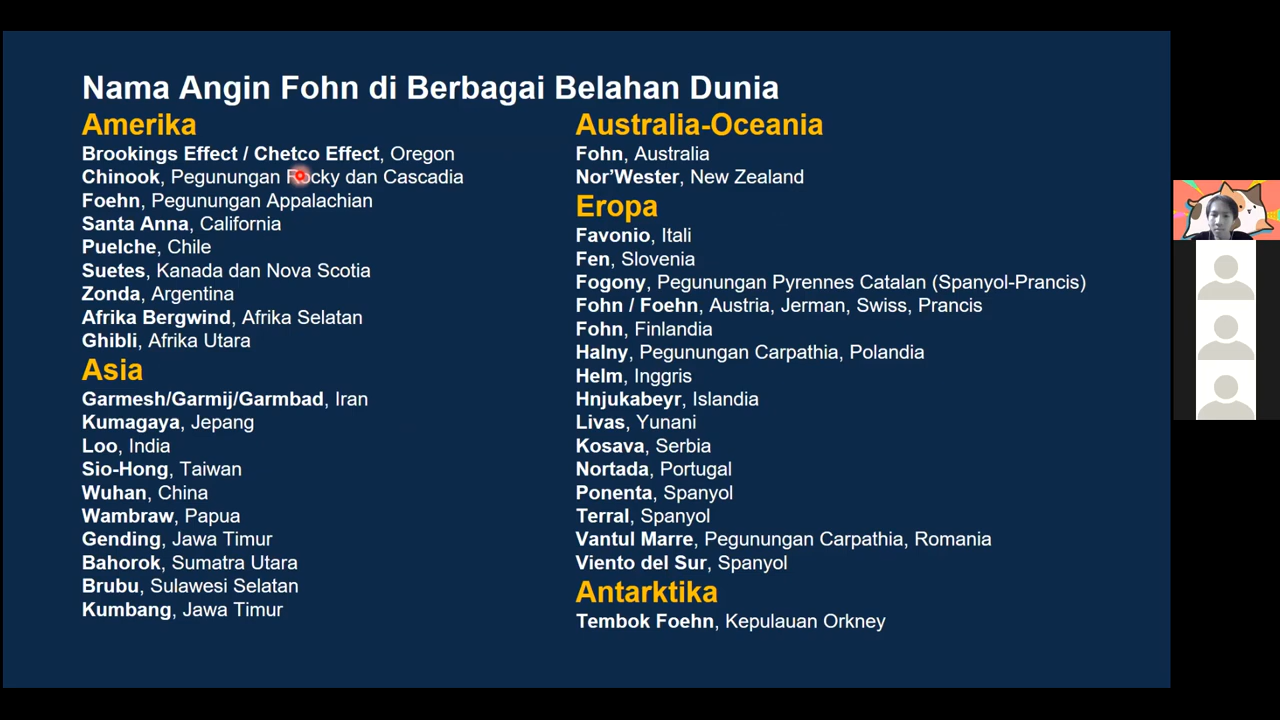 Nama Angin Fohn di Berbagai Belahan Dunia
Amerika
Brookings Effect / Chetco Effect, Oregon
Chinook, Pegunungan Rocky dan Cascadia
Foehn, Pegunungan Appalachian
Santa Anna, California
Puelche, Chile
Suetes, Kanada dan Nova Scotia
Zonda, Argentina
Afrika Bergwind, Afrika Selatan
Ghibli, Afrika Utara
Asia
Garmesh/Garmij/Garmbad, Iran
Kumagaya, Jepang
Loo, India
Sio-Hong, Taiwan
Wuhan, China
Wambraw, Papua
Gending, Jawa Timur
Bahorok, Sumatra Utara
Brubu, Sulawesi Selatan
Kumbang, Jawa Timur
Australia-Oceania
Fohn, Australia
Nor'Wester, New Zealand
Eropa
Favonio, Itali
Fen, Slovenia
Fogony, Pegunungan Pyrennes Catalan (Spanyol-Prancis)
Fohn / Foehn, Austria, Jerman, Swiss, Prancis
Fohn, Finlandia
Halny, Pegunungan Carpathia, Polandia
Helm, Inggris
Hnjukabeyr, Islandia
Livas, Yunani
Kosava, Serbia
Nortada, Portugal
Ponenta, Spanyol
Terral, Spanyol
Vantul Marre, Pegunungan Carpathia, Romania
Viento del Sur, Spanyol
Antarktika
Tembok Foehn, Kepulauan Orkney